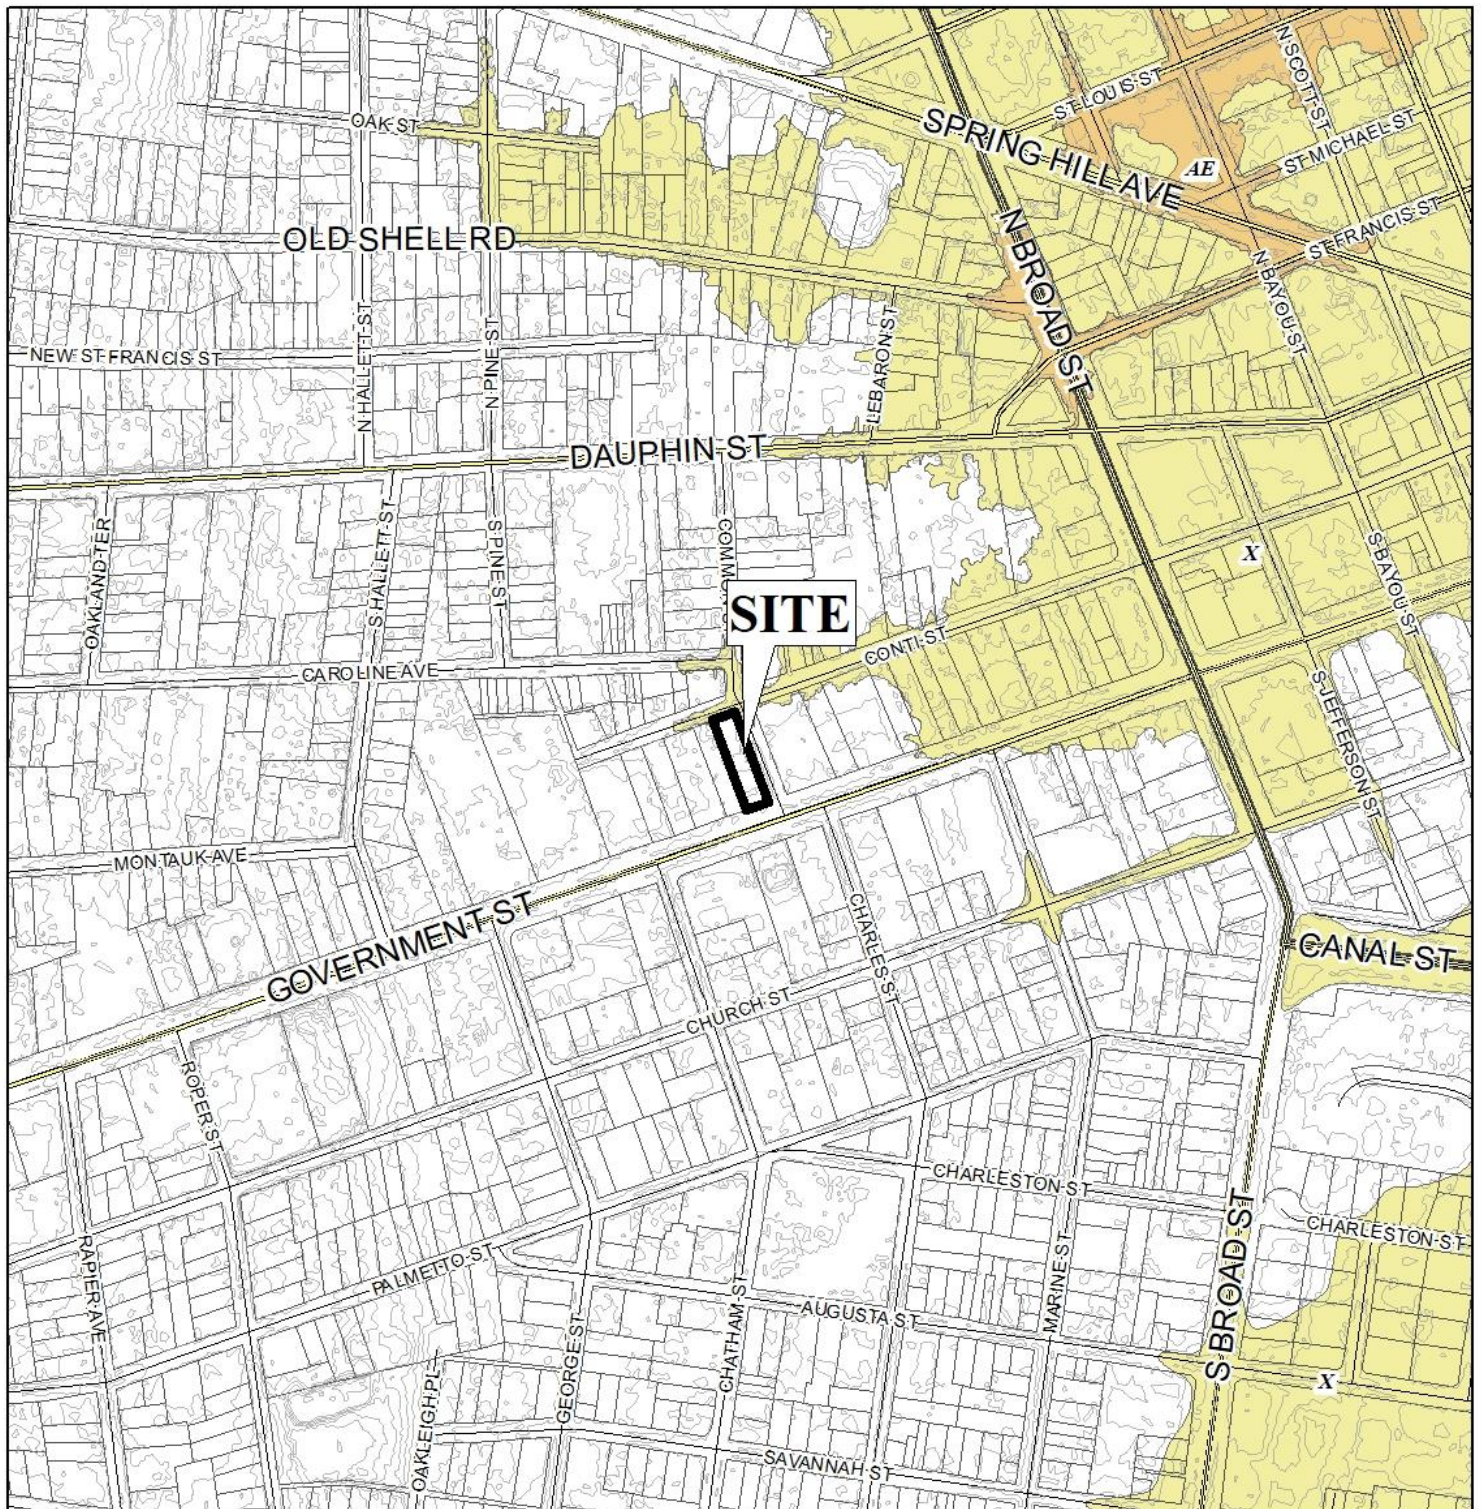 N SCOTT ST
ST LOUIS ST
OAK ST
SPRING HILL AVE
ST MICHAEL ST
AE
ST FRANCIS ST
OLD SHELL RD
N BROAD ST
N BAYOU ST
N HALLETT ST
N PINE ST
LEBARON ST
NEW ST FRANCIS ST
DAUPHIN ST
OAKLAND TER
S HALLETT ST
S PINE ST
X
S BAYOU ST
SITE
CONTI ST
CAROLINE AVE
S JEFFERSON ST
MONTAUK AVE
GOVERNMENT ST
CHARLES ST
CANAL ST
CHURCH ST
ROPER ST
CHARLESTON ST
CHARLESTON ST
RAPIER AVE
PALMETTO ST
MARINE ST
S BROAD ST
CHATHAM ST
AUGUSTA ST
GEORGE ST
OAKLEIGH PL
X
SAVANNAH ST